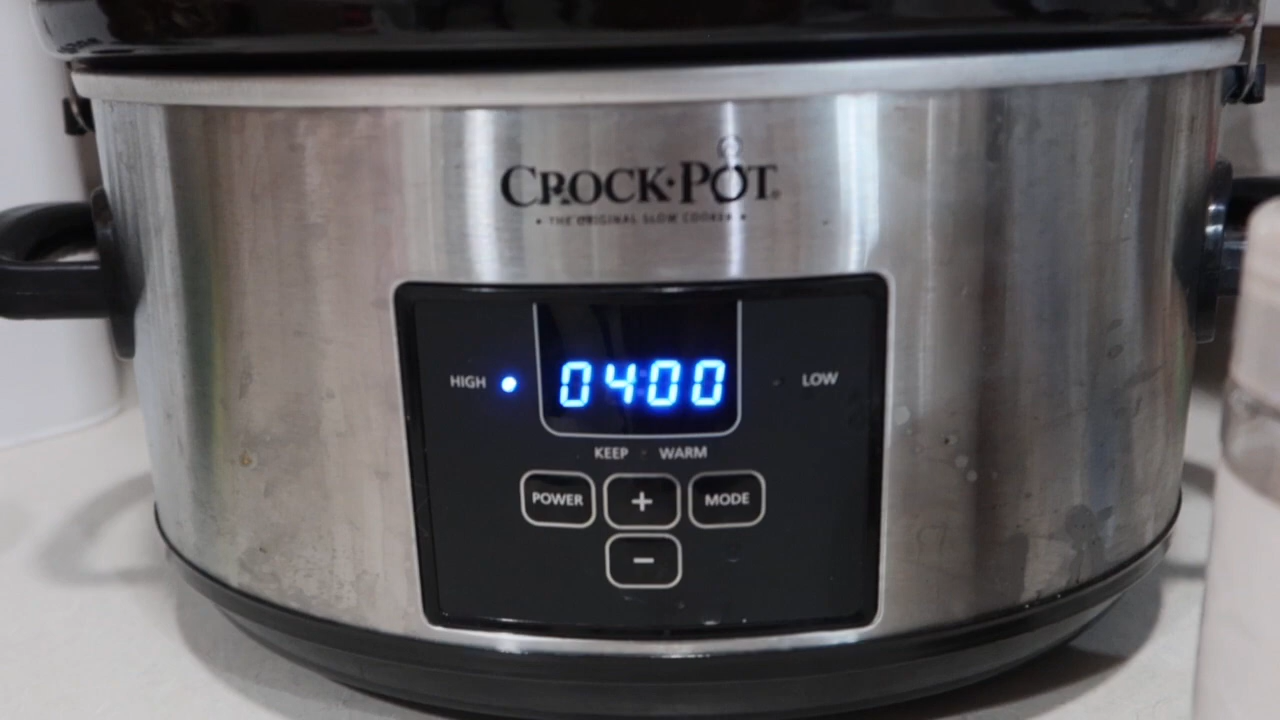 CROCK·POT
• THE ORIGINAL SLOW COOKER •
HIGH 0400 LOW
KEEP WARM
POWER + MODE
−